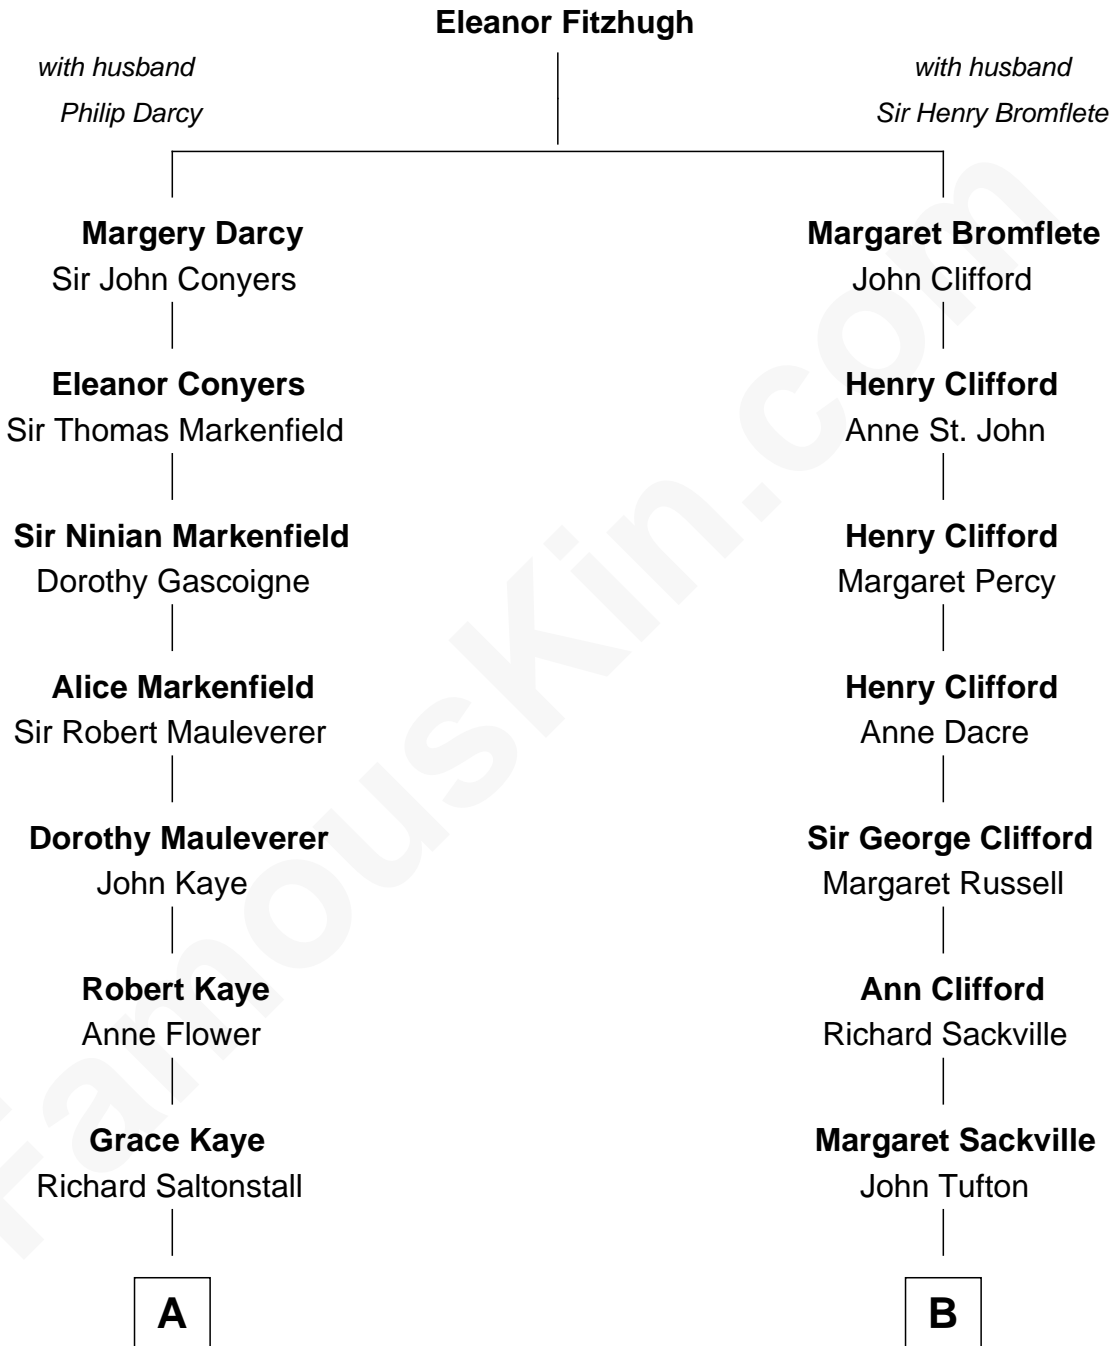 Eleanor Fitzhugh
with husband
Philip Darcy
with husband
Sir Henry Bromflete
Margery Darcy
Sir John Conyers
Margaret Bromflete
John Clifford
Eleanor Conyers
Sir Thomas Markenfield
Henry Clifford
Anne St. John
Sir Ninian Markenfield
Dorothy Gascoigne
Henry Clifford
Margaret Percy
Alice Markenfield
Sir Robert Mauleverer
Henry Clifford
Anne Dacre
Dorothy Mauleverer
John Kaye
Sir George Clifford
Margaret Russell
Robert Kaye
Anne Flower
Ann Clifford
Richard Sackville
Grace Kaye
Richard Saltonstall
Margaret Sackville
John Tufton
A
B
FamousKin.com